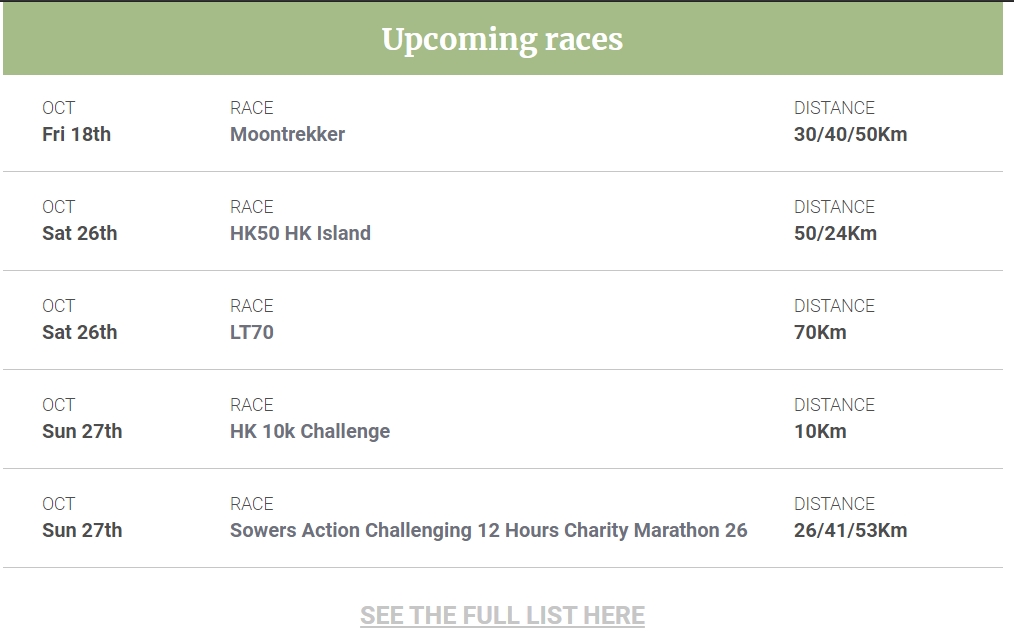 Upcoming races
OCT RACE DISTANCE
Fri 18th Moontrekker 30/40/50Km
OCT RACE DISTANCE
Sat 26th HK50 HK Island 50/24Km
OCT RACE DISTANCE
Sat 26th LT70 70Km
OCT RACE DISTANCE
Sun 27th HK 10k Challenge 10Km
OCT RACE DISTANCE
Sun 27th Sowers Action Challenging 12 Hours Charity Marathon 26 26/41/53Km
SEE THE FULL LIST HERE